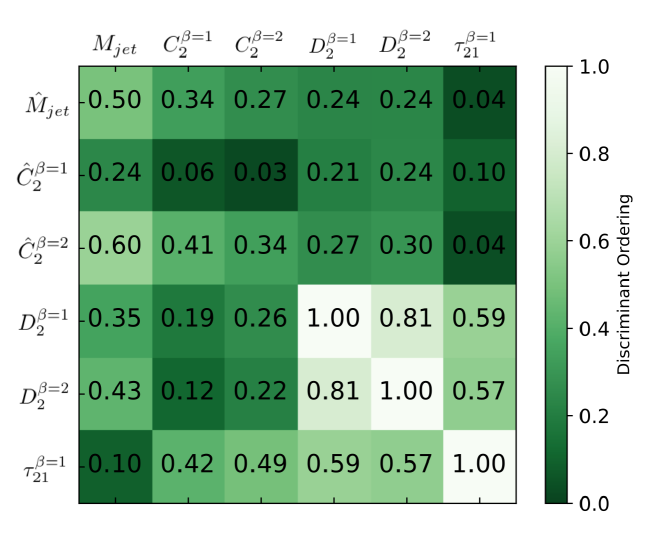 M_jet C_2^{β=1} C_2^{β=2} D_2^{β=1} D_2^{β=2} τ_21^{β=1}
M̂_jet 0.50 0.34 0.27 0.24 0.24 0.04
Ĉ_2^{β=1} 0.24 0.06 0.03 0.21 0.24 0.10
Ĉ_2^{β=2} 0.60 0.41 0.34 0.27 0.30 0.04
D_2^{β=1} 0.35 0.19 0.26 1.00 0.81 0.59
D_2^{β=2} 0.43 0.12 0.22 0.81 1.00 0.57
τ_21^{β=1} 0.10 0.42 0.49 0.59 0.57 1.00
1.0
0.8
0.6
0.4
0.2
0.0
Discriminant Ordering